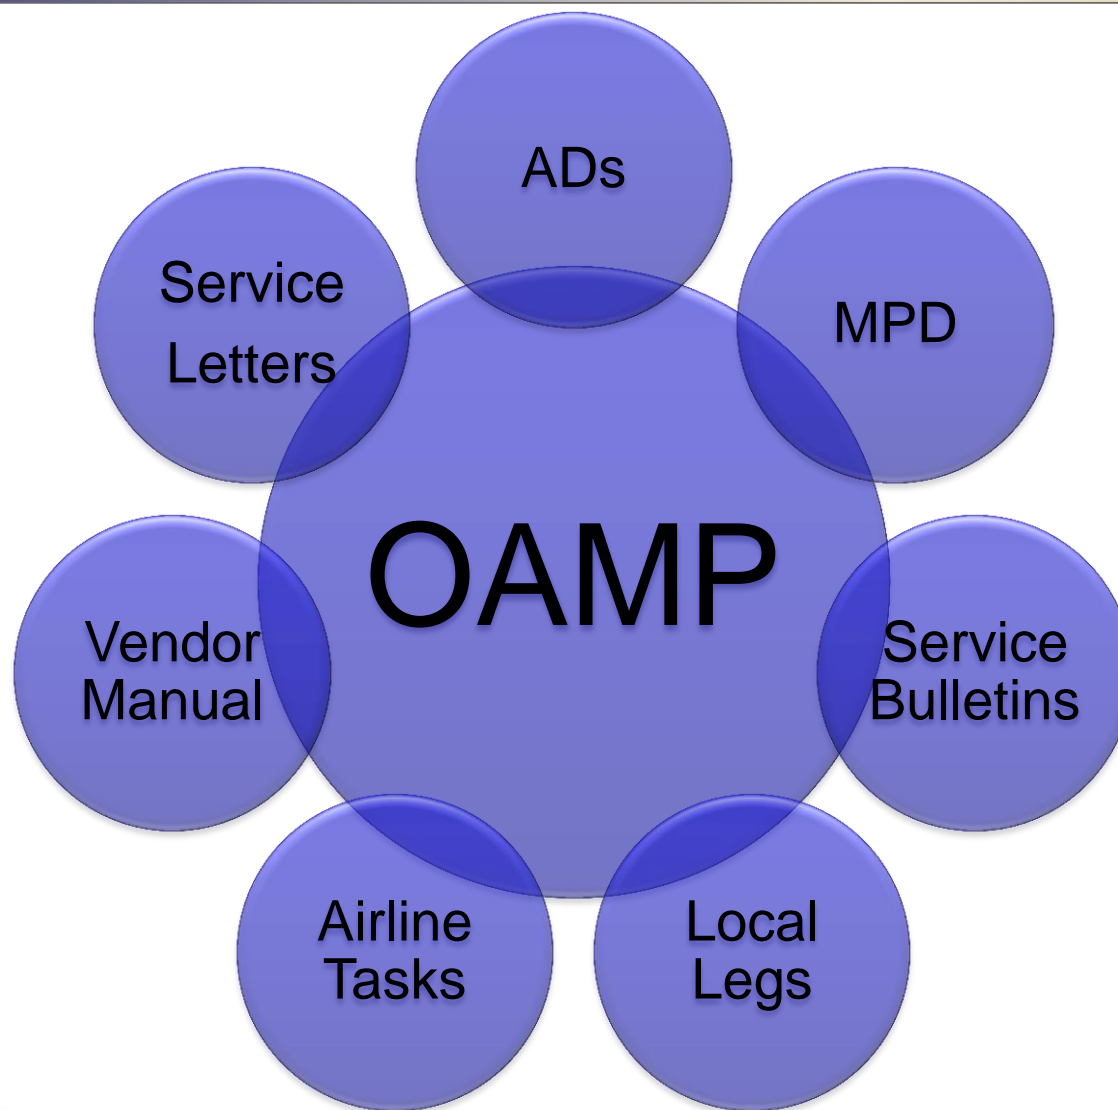 ADs
MPD
Service
Bulletins
Local
Legs
Airline
Tasks
Vendor
Manual
Service
Letters
OAMP